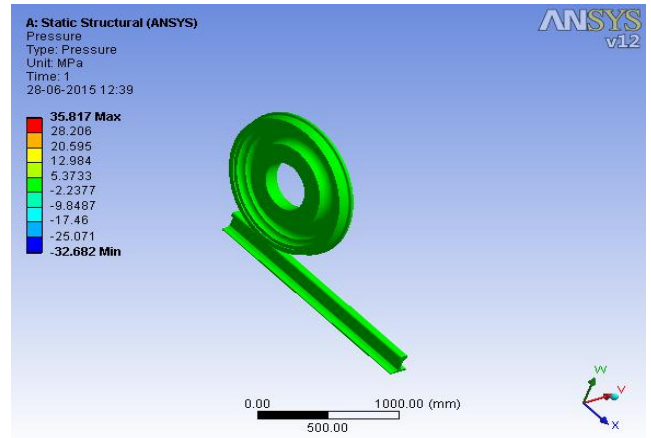 A: Static Structural (ANSYS)
Pressure
Type: Pressure
Unit: MPa
Time: 1
28-06-2015 12:39
35.817 Max
28.206
20.595
12.984
5.3733
-2.2377
-9.8487
-17.46
-25.071
-32.682 Min
ANSYS
v12
0.00 1000.00 (mm)
500.00
W
V
X